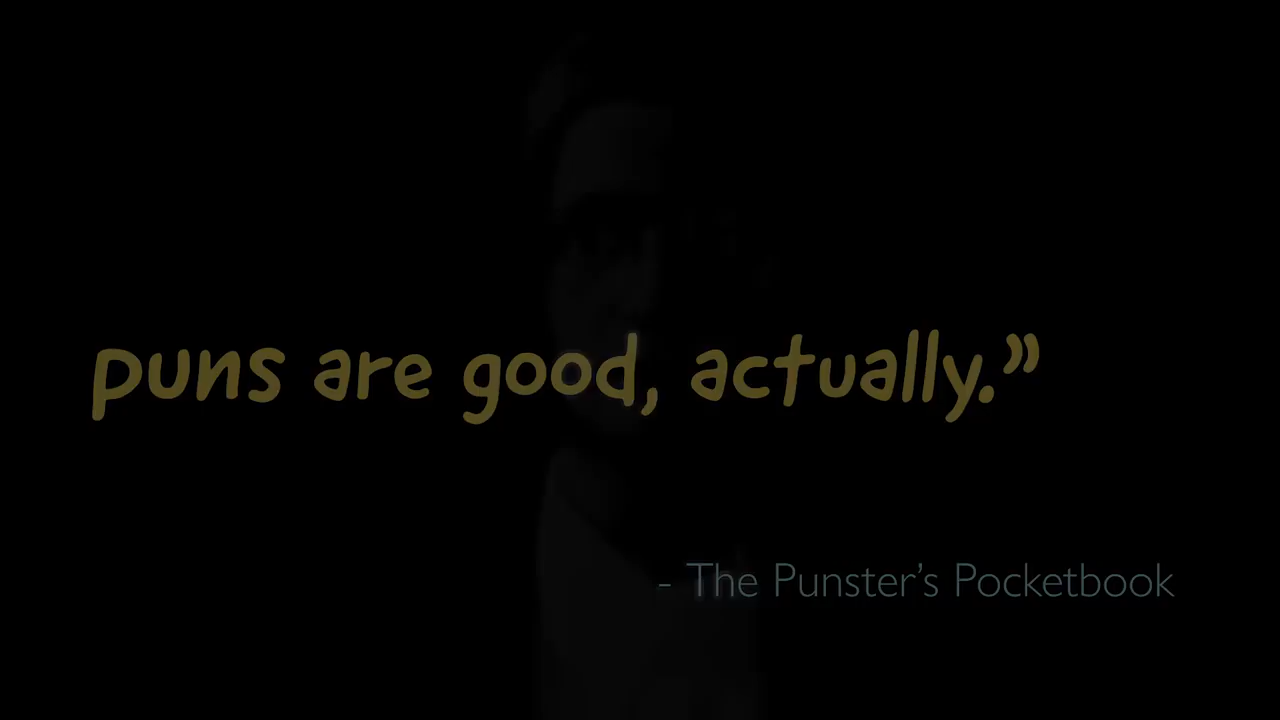 puns are good, actually.”
- The Punster’s Pocketbook